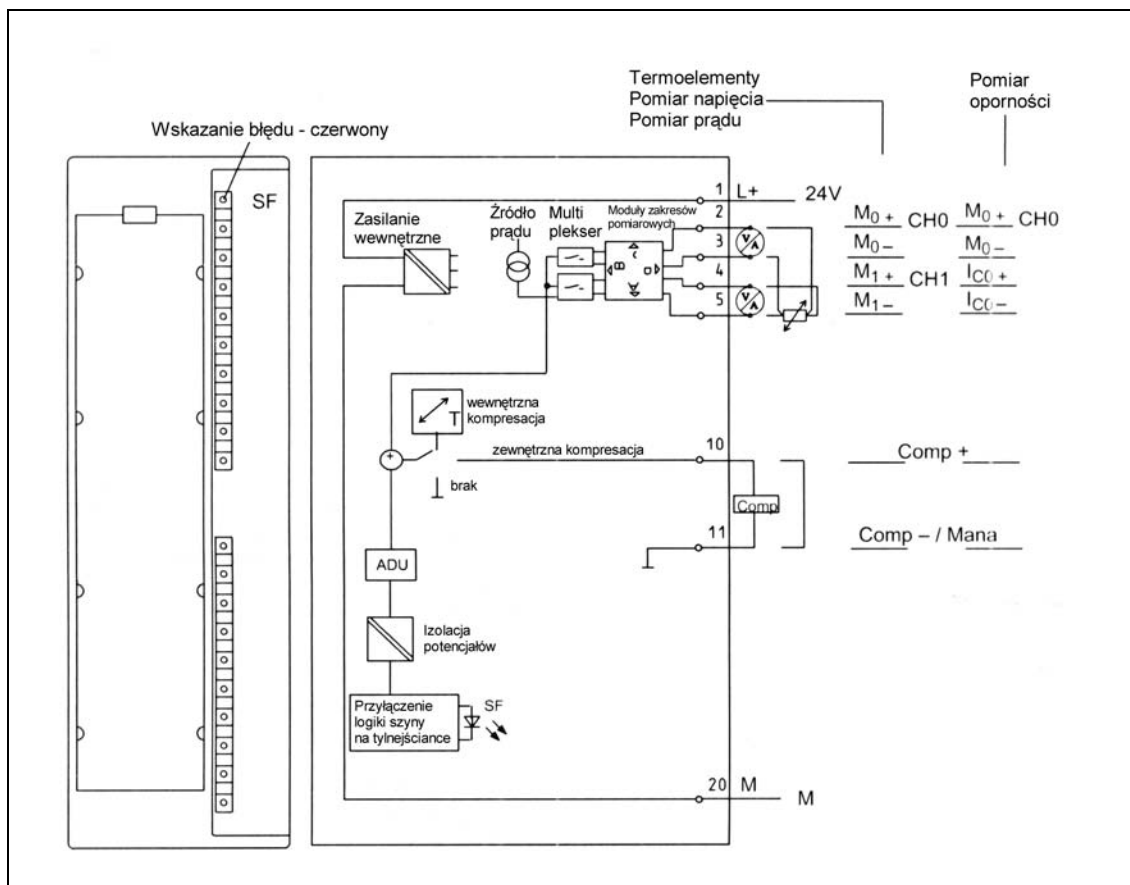 Termoelementy
Pomiar napięcia
Pomiar prądu
Pomiar
oporności
Wskazanie błędu - czerwony
SF
Zasilanie
wewnętrzne
Źródło
prądu
Multi
plekser
Moduły zakresów
pomiarowych
A
B
C
D
1 L+ 24V
2
3
4
5
V
A
V
A
M0 + CH0 M0 + CH0
M0 – M0 –
M1 + CH1 IC0 +
M1 – IC0 –
T
wewnętrzna
kompresacja
+
zewnętrzna kompresacja
brak
10
Comp +
Comp
11
Comp – / Mana
ADU
Izolacja
potencjałów
Przyłączenie
logiki szyny
na tylnejściance
SF
20 M
M